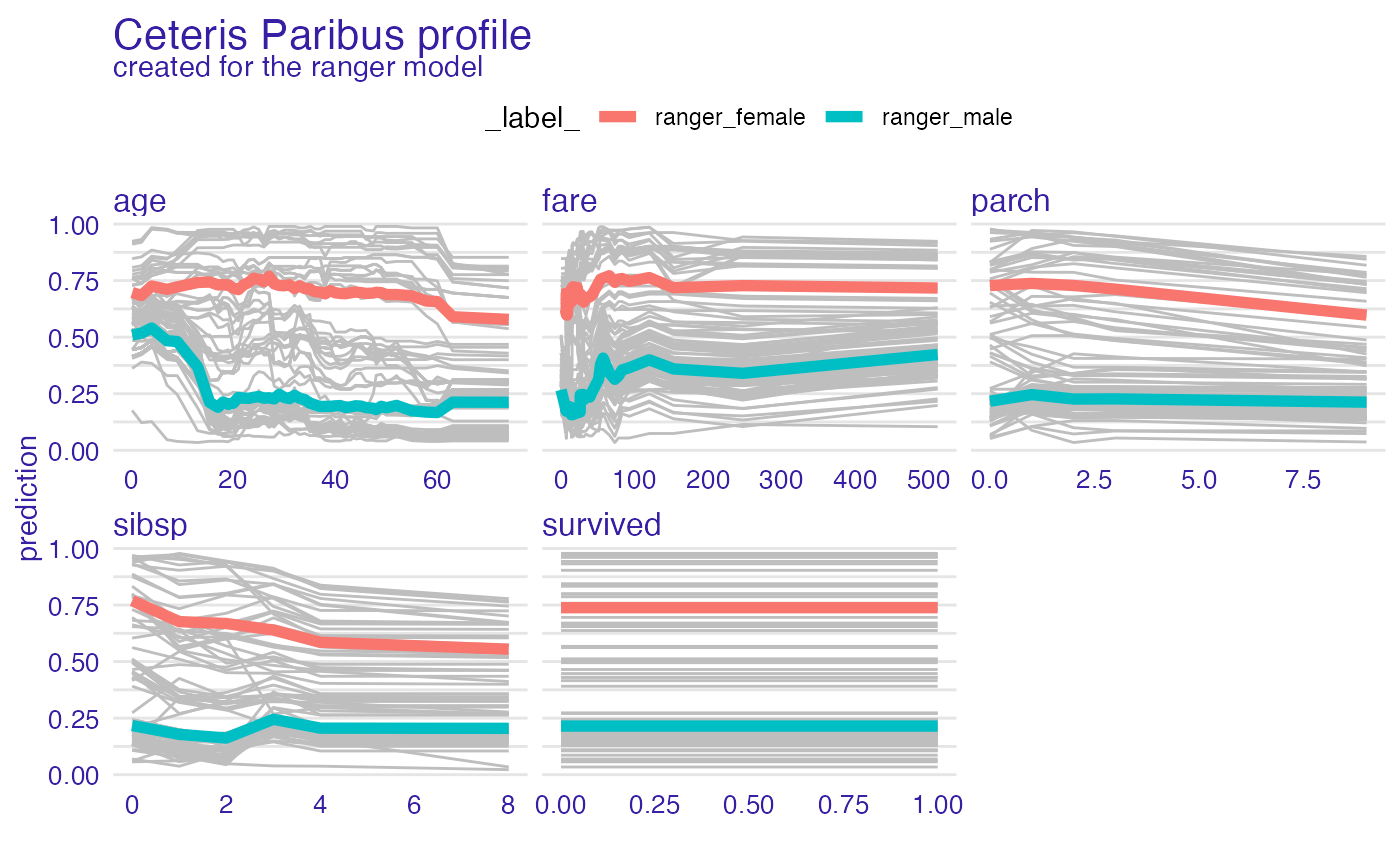 Ceteris Paribus profile
created for the ranger model
_label_ ranger_female ranger_male
age fare parch
1.00
0.75
0.50
0.25
0.00
0 20 40 60 0 100 200 300 400 500 0.0 2.5 5.0 7.5
prediction
sibsp survived
1.00
0.75
0.50
0.25
0.00
0 2 4 6 8 0.00 0.25 0.50 0.75 1.00